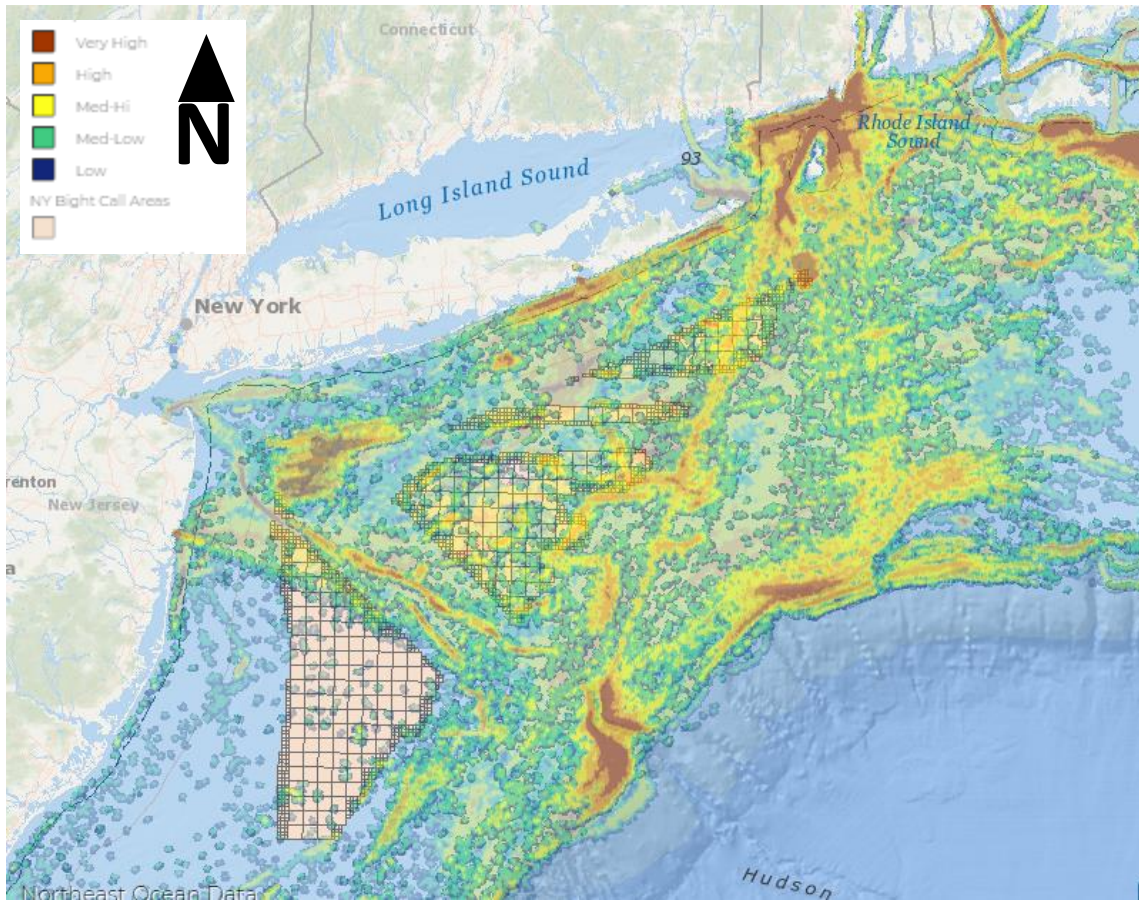 Very High
High
Med-Hi
Med-Low
Low
NY Bight Call Areas
N
Connecticut
Rhode Island
Sound
93
Long Island Sound
New York
renton
New Jersey
a
Hudson
Northeast Ocean Data